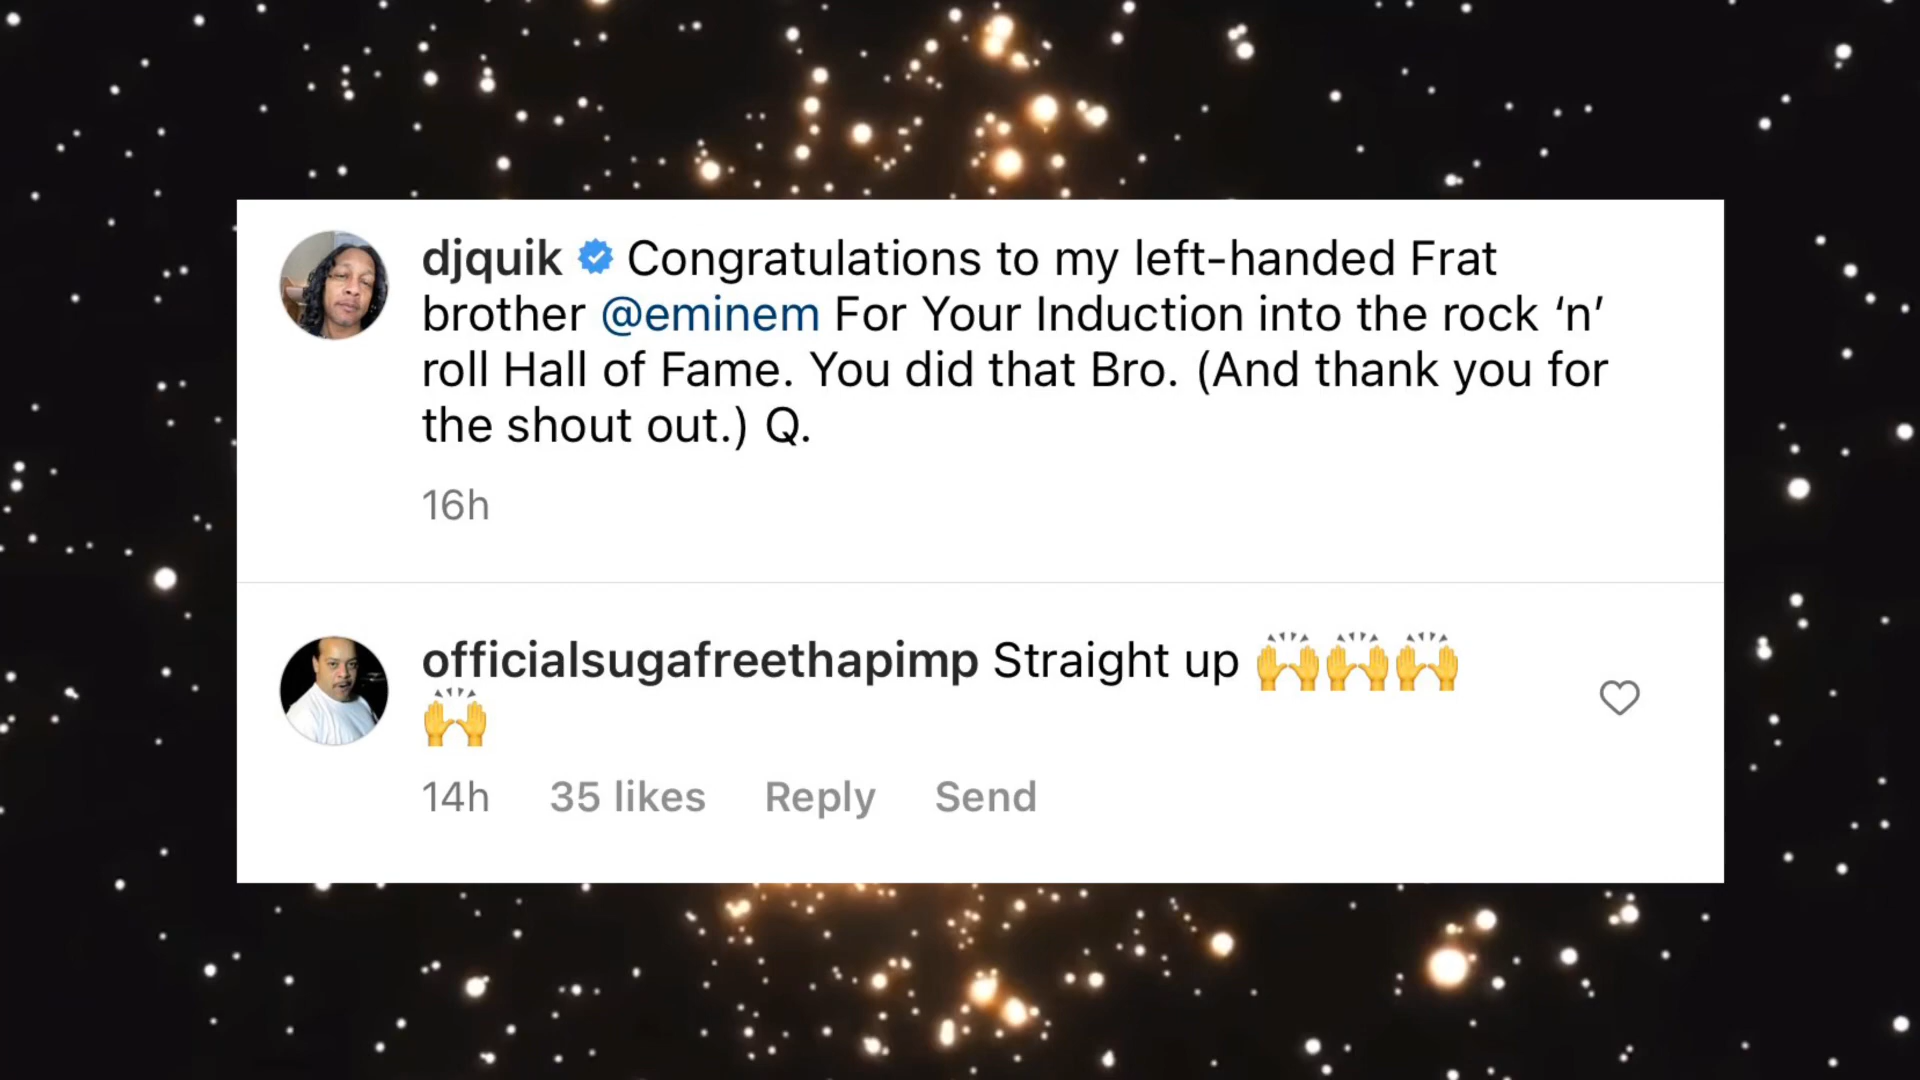 djquik Congratulations to my left-handed Frat
brother @eminem For Your Induction into the rock ‘n’
roll Hall of Fame. You did that Bro. (And thank you for
the shout out.) Q.
16h
officialsugafreethapimp Straight up 🙌🙌🙌
🙌
14h 35 likes Reply Send